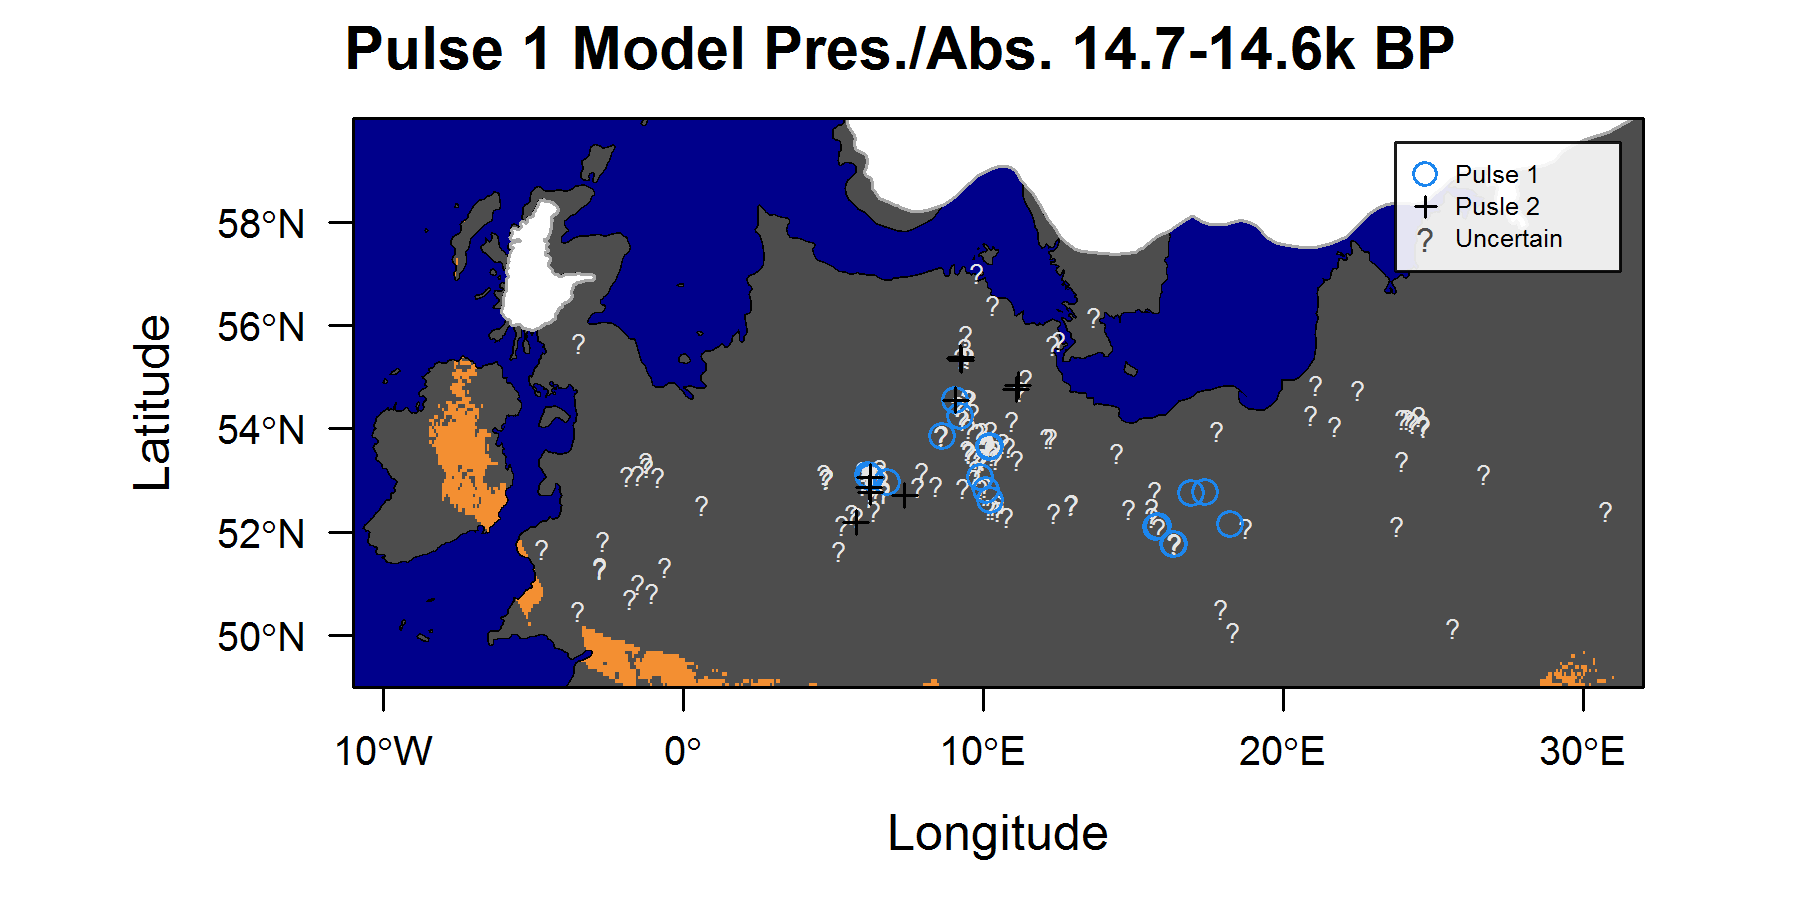 Pulse 1 Model Pres./Abs. 14.7-14.6k BP
Pulse 1
Pusle 2
? Uncertain
58°N
56°N
54°N
52°N
50°N
Latitude
10°W 0° 10°E 20°E 30°E
Longitude